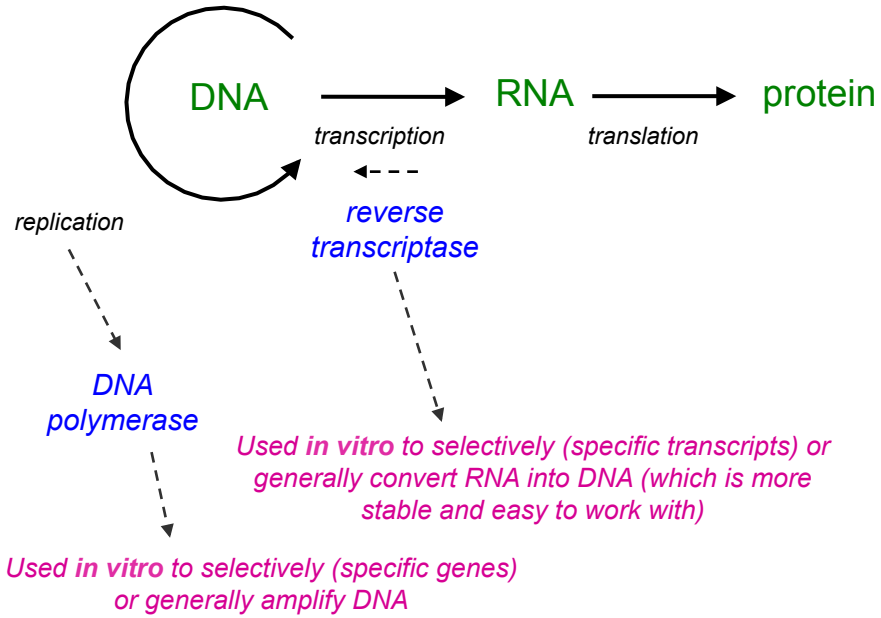 DNA
RNA
protein
transcription
translation
reverse
transcriptase
replication
DNA
polymerase
Used in vitro to selectively (specific transcripts) or
generally convert RNA into DNA (which is more
stable and easy to work with)
Used in vitro to selectively (specific genes)
or generally amplify DNA